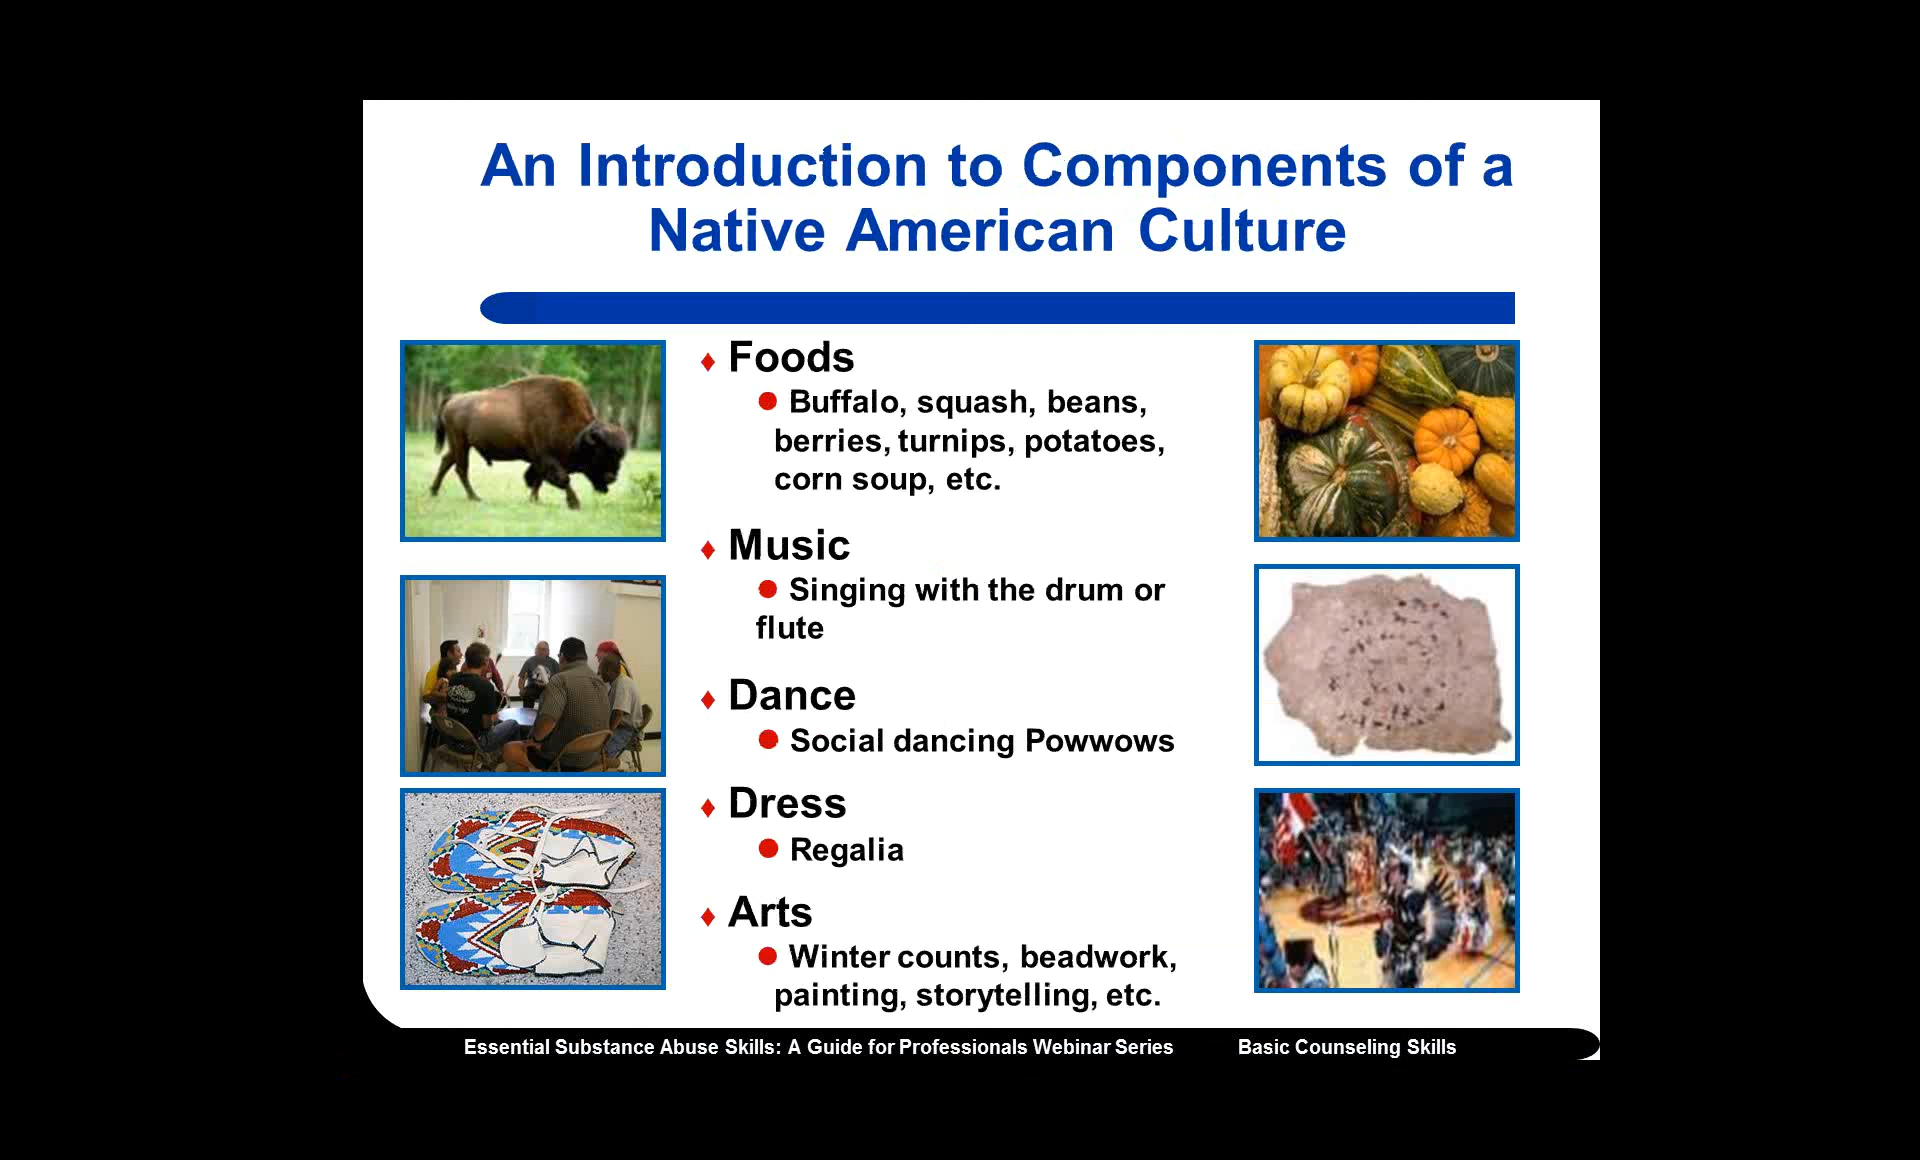 An Introduction to Components of a
Native American Culture
♦ Foods
● Buffalo, squash, beans,
berries, turnips, potatoes,
corn soup, etc.
♦ Music
● Singing with the drum or
flute
♦ Dance
● Social dancing Powwows
♦ Dress
● Regalia
♦ Arts
● Winter counts, beadwork,
painting, storytelling, etc.
Essential Substance Abuse Skills: A Guide for Professionals Webinar Series Basic Counseling Skills